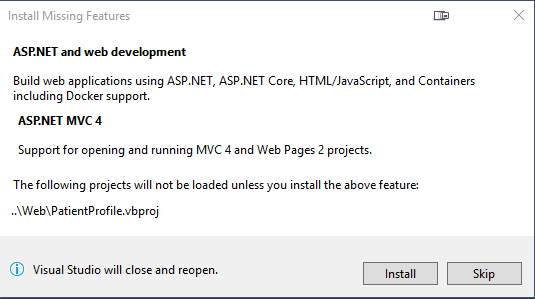 Install Missing Features
ASP.NET and web development
Build web applications using ASP.NET, ASP.NET Core, HTML/JavaScript, and Containers
including Docker support.
ASP.NET MVC 4
Support for opening and running MVC 4 and Web Pages 2 projects.
The following projects will not be loaded unless you install the above feature:
..\Web\PatientProfile.vbproj
Visual Studio will close and reopen.
Install
Skip